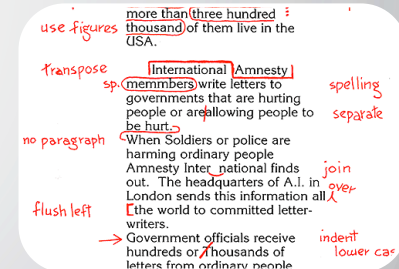 more than three hundred
use figures thousand of them live in the
USA.
transpose International Amnesty
sp. memmbers write letters to spelling
governments that are hurting
people or areallowing people to separate
be hurt.
no paragraph When Soldiers or police are
harming ordinary people
Amnesty Inter national finds join
out. The headquarters of A.I. in
London sends this information all over
flush left the world to committed letter-
writers.
Government officials receive indent
hundreds or Thousands of lower cas
letters from ordinary people